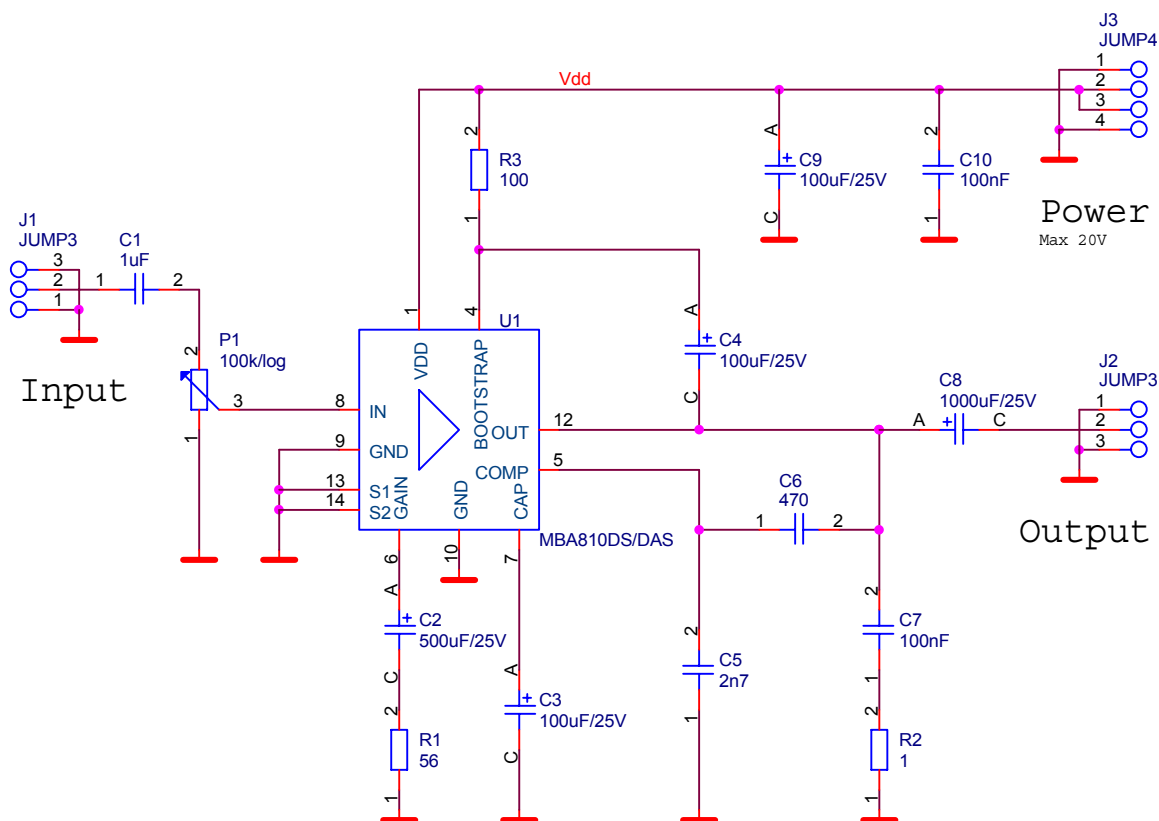 J3
JUMP4
1
2
3
4
Vdd
2
R3
100
1
A
C9
100uF/25V
C
2
C10
100nF
1
Power
Max 20V
J1
JUMP3
3
2
1
C1
1uF
1
2
P1
100k/log
2
3
1
Input
1
4
U1
VDD
BOOTSTRAP
8
IN
9
GND
13
S1
14
S2
GAIN
GND
CAP
OUT
12
COMP
5
MBA810DS/DAS
6
10
7
A
C4
100uF/25V
C
C8
1000uF/25V
A
C
J2
JUMP3
1
2
3
Output
C6
470
1
2
A
C2
500uF/25V
C
2
R1
56
1
A
C3
100uF/25V
C
2
C5
2n7
1
2
C7
100nF
1
2
R2
1
1